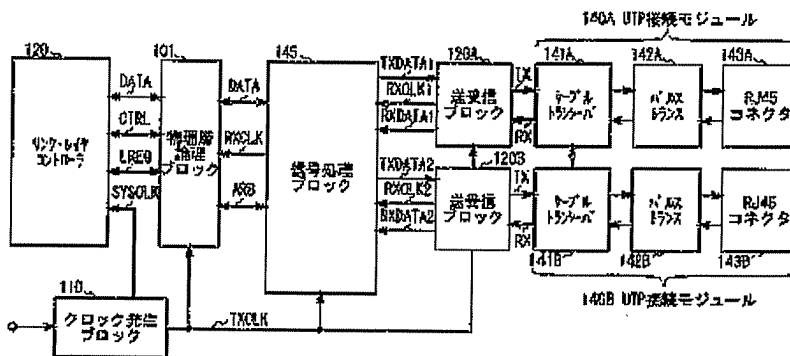 140A UTP接続モジュール
120
101
145
120A
141A
142A
143A
リンク・レイヤ
コントローラ
DATA
CTRL
LREQ
SYSCLK
物理層
論理
ブロック
DATA
RXCLK
ARB
信号処理
ブロック
TXDATA1
RXCLK1
RXDATA1
送受信
ブロック
TX
RX
ケーブル
トランシーバ
パルス
トランス
RJ45
コネクタ
120B
TXDATA2
RXCLK2
RXDATA2
送受信
ブロック
TX
RX
ケーブル
トランシーバ
パルス
トランス
RJ45
コネクタ
141B
142B
143B
140B UTP接続モジュール
110
クロック発信
ブロック
TXCLK